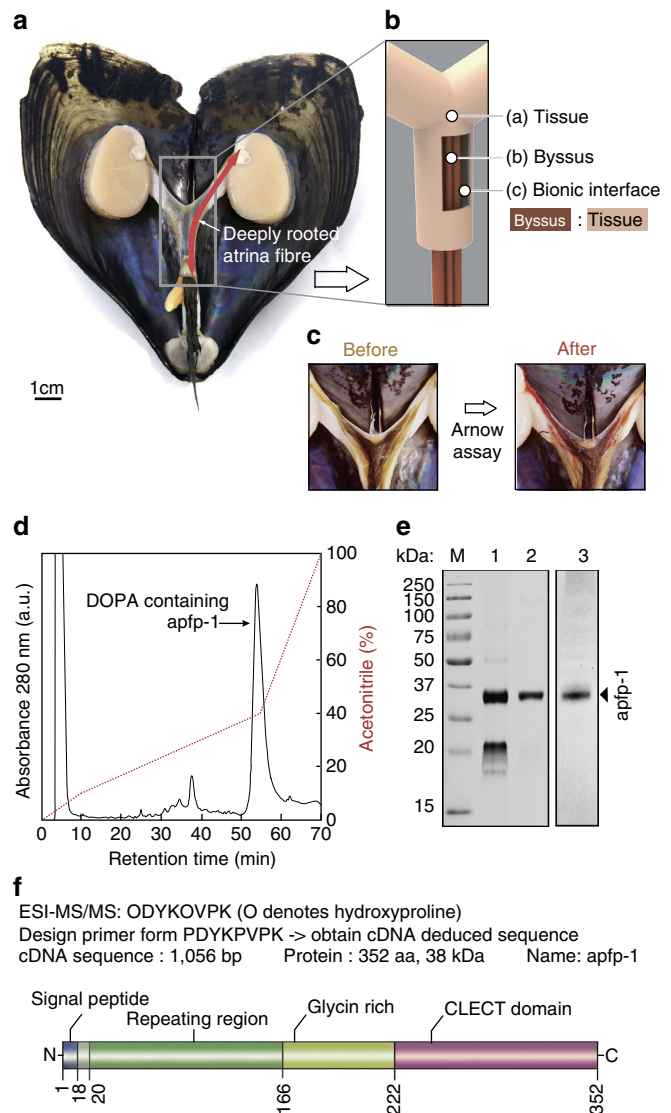 a
Deeply rooted
atrina fibre
1cm
b
(a) Tissue
(b) Byssus
(c) Bionic interface
Byssus : Tissue
c
Before
After
Arnow
assay
d
Absorbance 280 nm (a.u.)
DOPA containing
apfp-1
100
80
60
40
20
0
Acetonitrile (%)
0 10 20 30 40 50 60 70
Retention time (min)
e
kDa: M 1 2 3
250
150
100
75
50
37
25
20
15
apfp-1
f
ESI-MS/MS: ODYKOVPK (O denotes hydroxyproline)
Design primer form PDYKPVPK -> obtain cDNA deduced sequence
cDNA sequence : 1,056 bp Protein : 352 aa, 38 kDa Name: apfp-1
Signal peptide
Repeating region
Glycin rich
CLECT domain
N
C
1 18 20 166 222 352